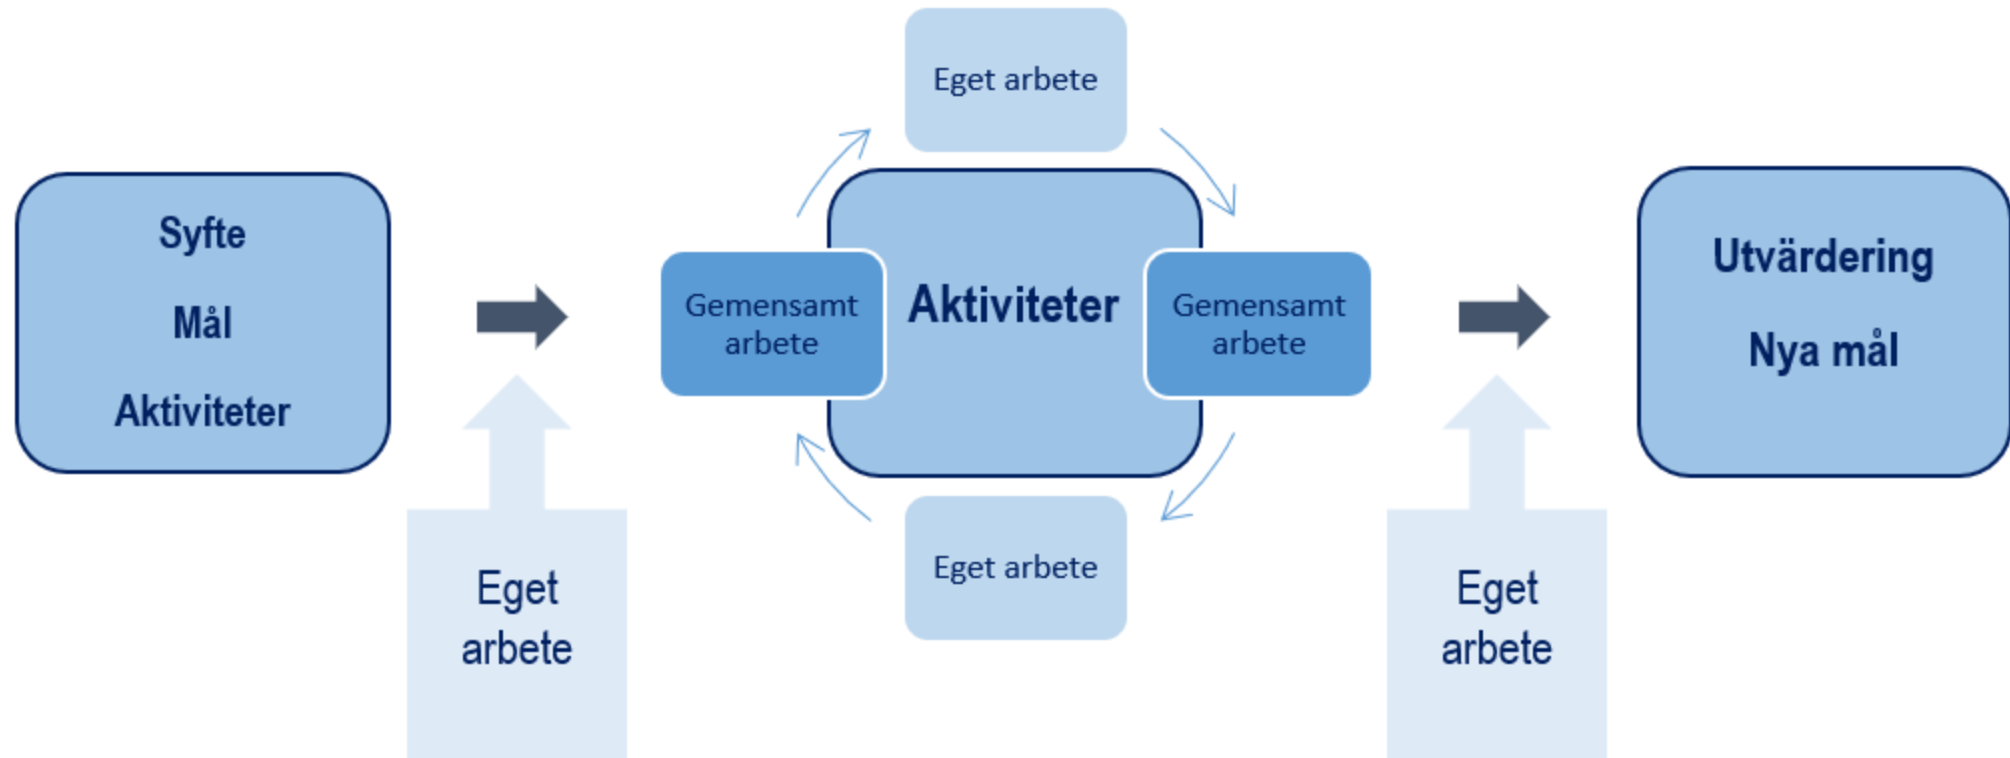 Syfte
Mål
Aktiviteter
Eget
arbete
Eget arbete
Gemensamt
arbete
Aktiviteter
Gemensamt
arbete
Eget arbete
Eget
arbete
Utvärdering
Nya mål